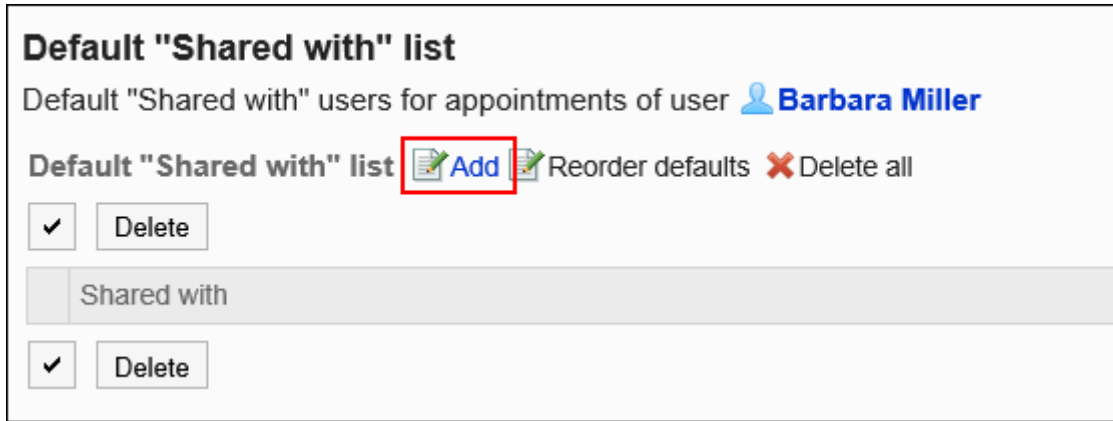 Default "Shared with" list
Default "Shared with" users for appointments of user Barbara Miller
Default "Shared with" list Add Reorder defaults Delete all
Delete
Shared with
Delete